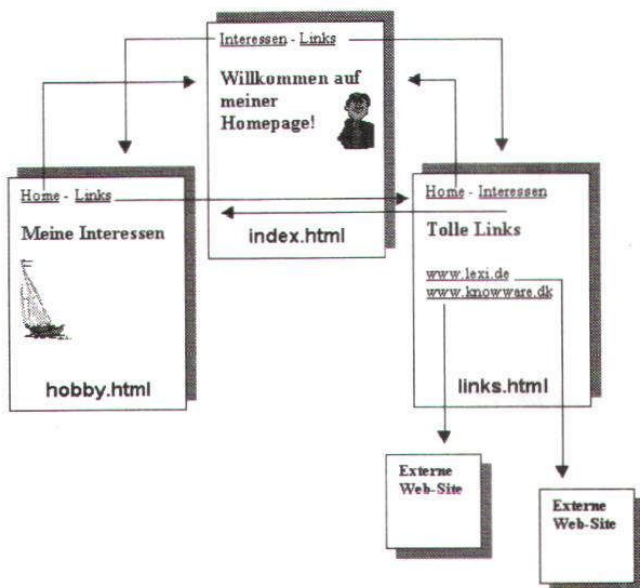 Interessen - Links
Willkommen auf
meiner
Homepage!
index.html
Home - Links
Meine Interessen
hobby.html
Home - Interessen
Tolle Links
www.lexi.de
www.knowware.dk
links.html
Externe
Web-Site
Externe
Web-Site